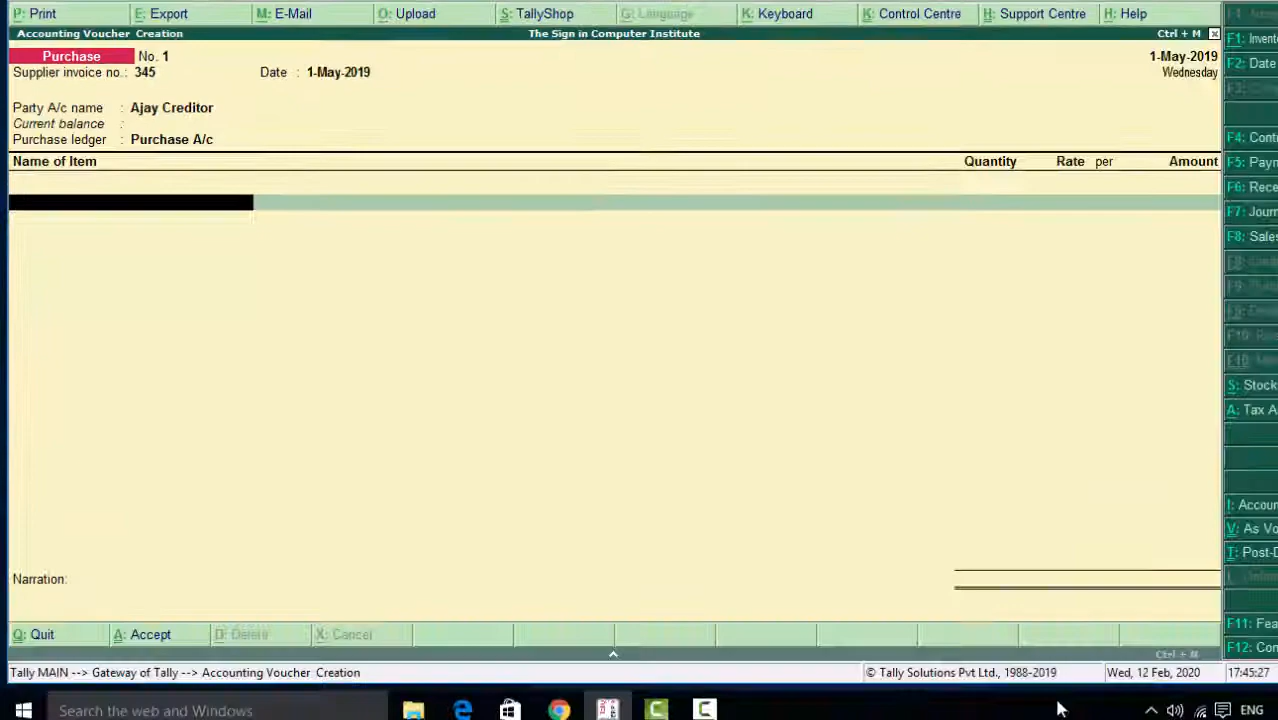 P: Print E: Export M: E-Mail O: Upload S: TallyShop G: Language K: Keyboard K: Control Centre H: Support Centre H: Help
Accounting Voucher Creation The Sign in Computer Institute Ctrl + M
Purchase No. 1 1-May-2019
Supplier invoice no.: 345 Date : 1-May-2019 Wednesday
Party A/c name : Ajay Creditor
Current balance :
Purchase ledger : Purchase A/c
Name of Item Quantity Rate per Amount
F1: Invent
F2: Date
F4: Cont
F5: Paym
F6: Rece
F7: Journ
F8: Sales
S: Stock
A: Tax A
I: Accour
V: As Vo
T: Post-D
F11: Fea
F12: Con
Narration:
Q: Quit A: Accept D: Delete X: Cancel
Ctrl + M
Tally MAIN --> Gateway of Tally --> Accounting Voucher Creation © Tally Solutions Pvt Ltd., 1988-2019 Wed, 12 Feb, 2020 17:45:27
Search the web and Windows ENG